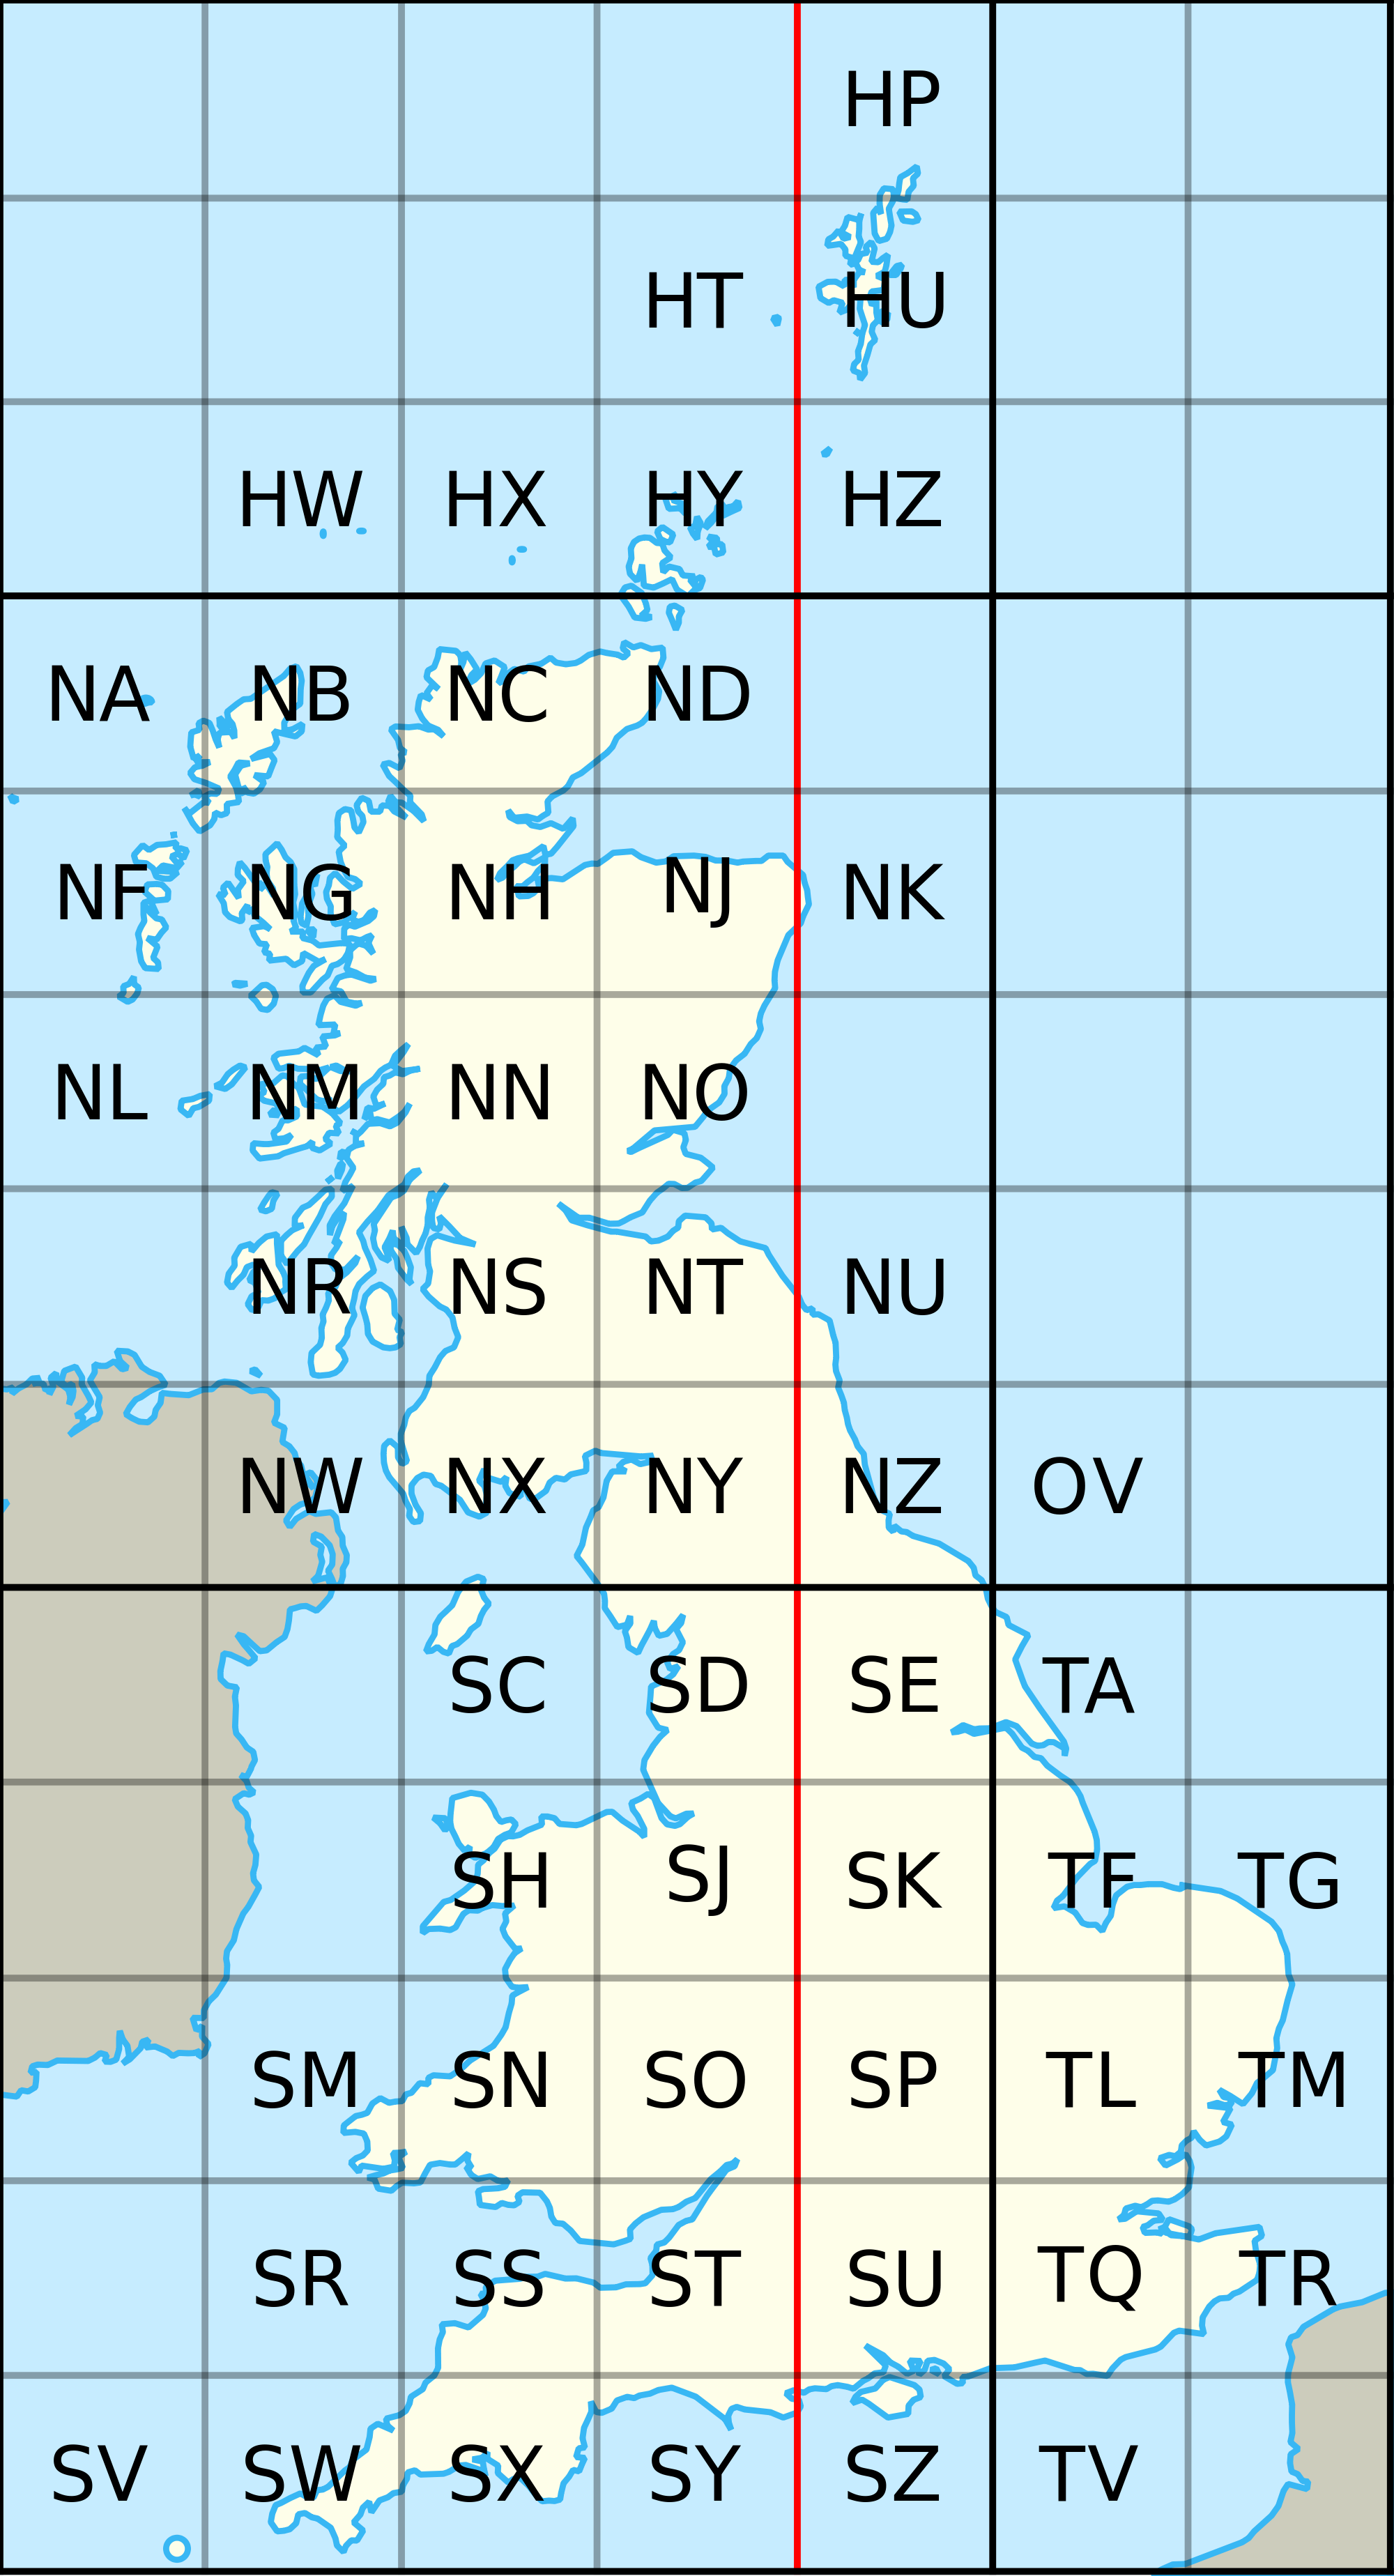 HP
HT HU
HW HX HY HZ
NA NB NC ND
NF NG NH NJ NK
NL NM NN NO
NR NS NT NU
NW NX NY NZ OV
SC SD SE TA
SH SJ SK TF TG
SM SN SO SP TL TM
SR SS ST SU TQ TR
SV SW SX SY SZ TV